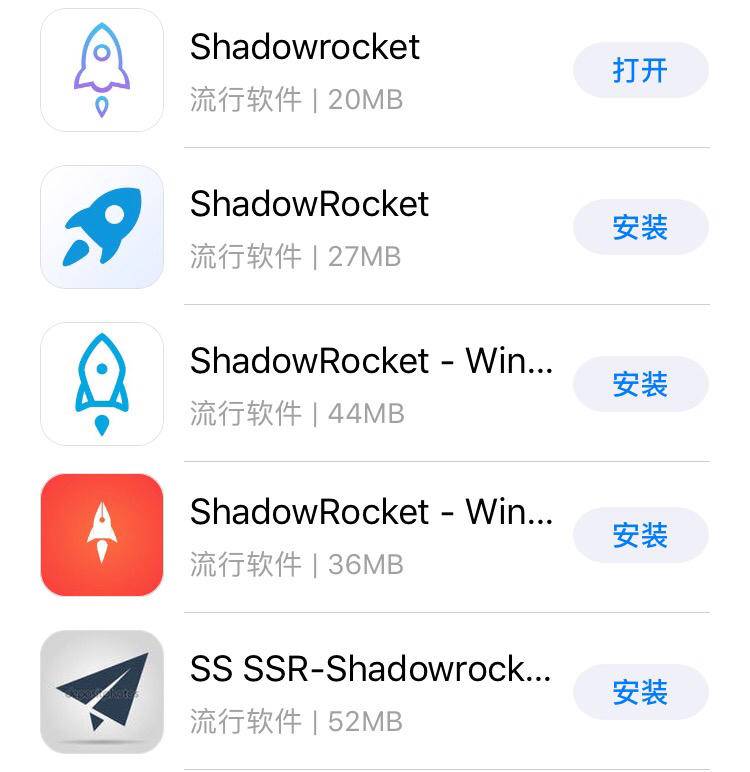 Shadowrocket
流行软件 | 20MB
打开
ShadowRocket
流行软件 | 27MB
安装
ShadowRocket - Win...
流行软件 | 44MB
安装
ShadowRocket - Win...
流行软件 | 36MB
安装
SS SSR-Shadowrock...
流行软件 | 52MB
安装